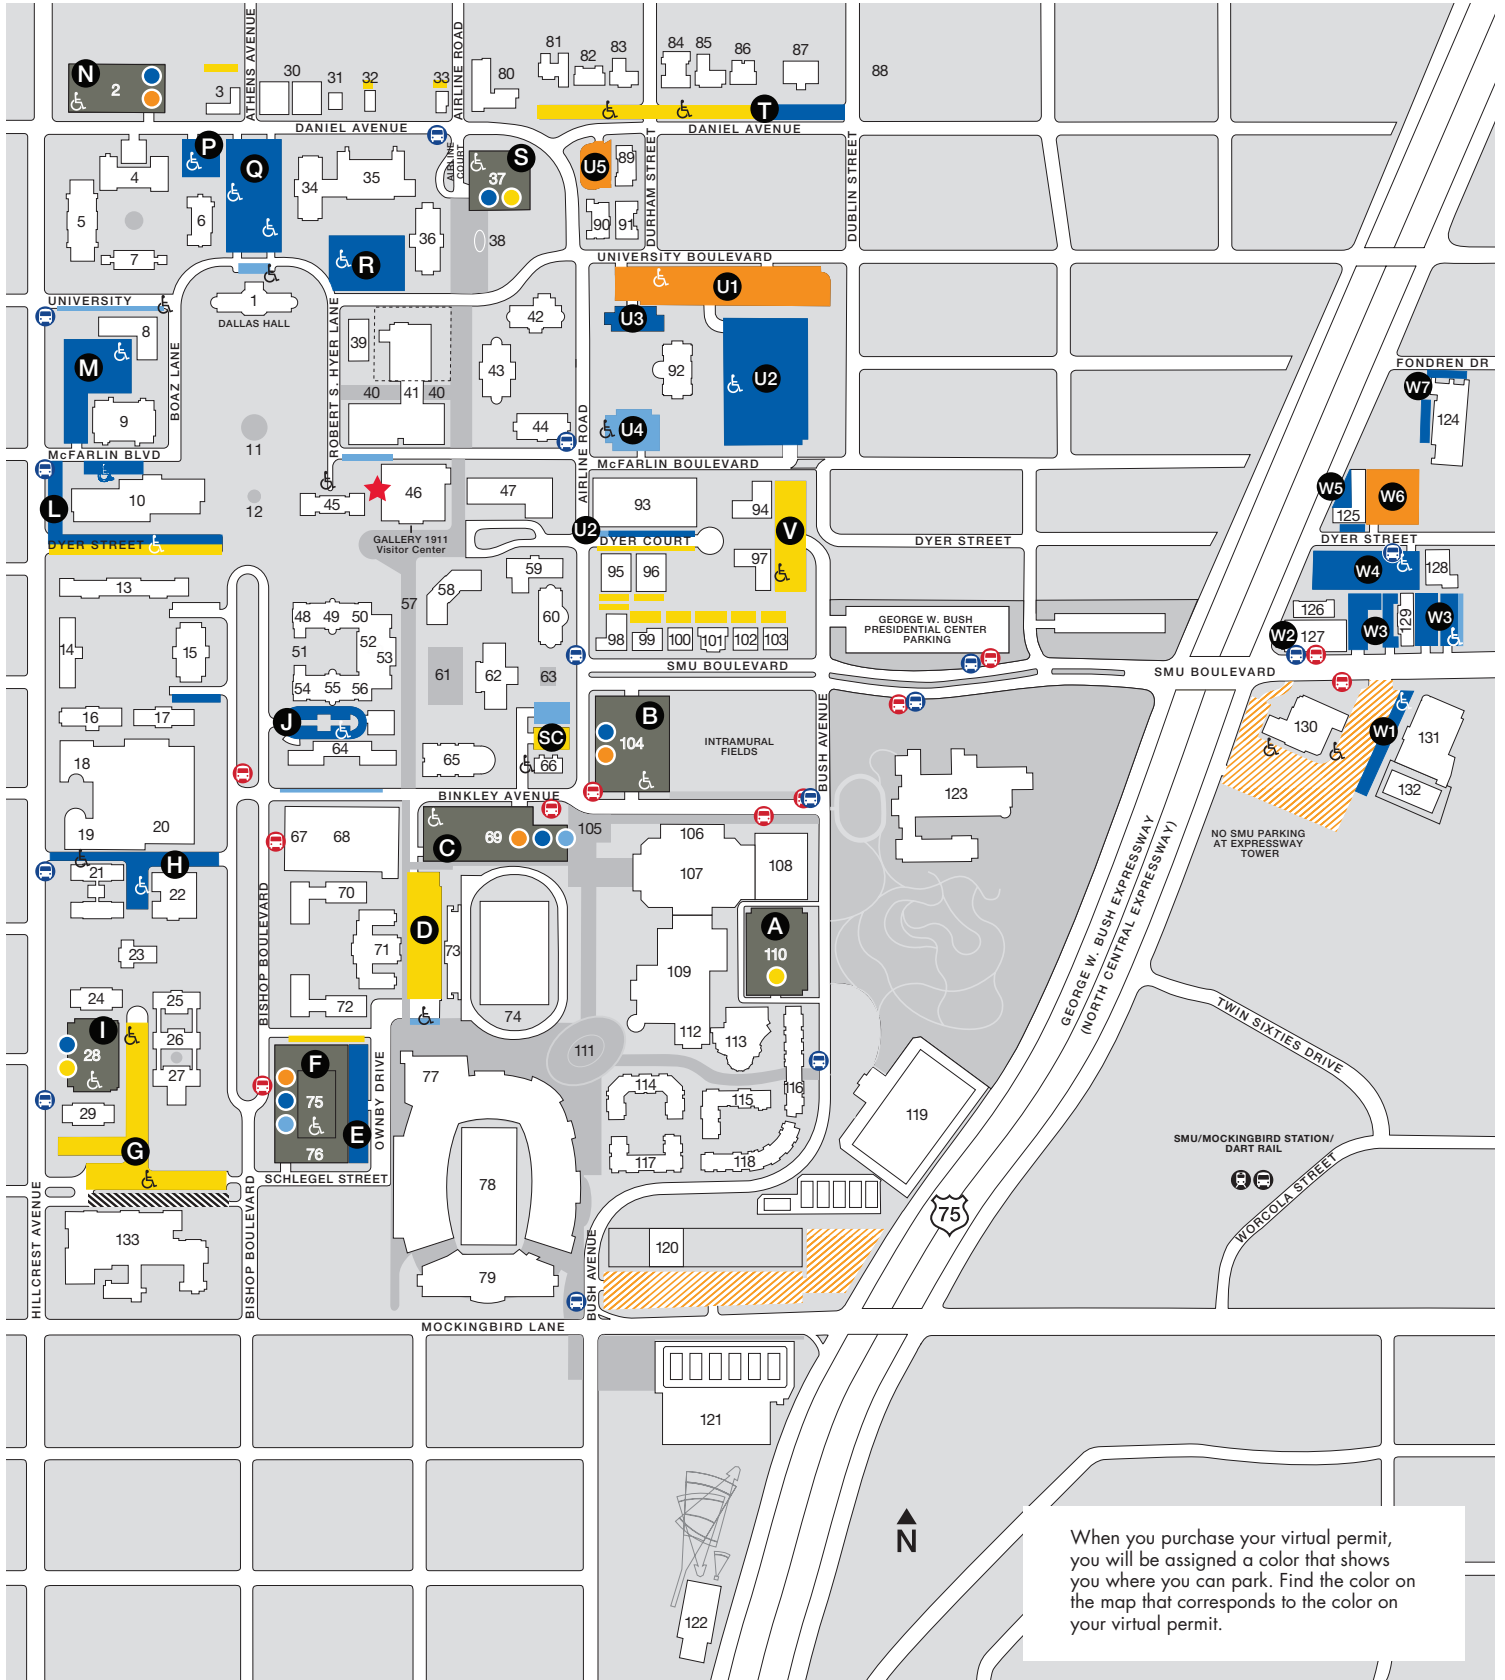 ATHENS AVENUE
AIRLINE ROAD
N
2
3
30
31
32
33
80
81
82
83
84
85
86
87
88
T
DANIEL AVENUE
DANIEL AVENUE
P
Q
4
5
6
7
34
35
36
R
AIRLINE COURT
S
37
38
U5
89
90
91
DURHAM STREET
DUBLIN STREET
UNIVERSITY BOULEVARD
UNIVERSITY
1
DALLAS HALL
U1
U3
U2
U4
92
8
M
9
BOAZ LANE
ROBERT S. HYER LANE
39
40
41
40
42
43
44
AIRLINE ROAD
FONDREN DR
W7
124
11
12
McFARLIN BLVD
McFARLIN BOULEVARD
L
10
45
46
47
GALLERY 1911
Visitor Center
93
94
V
97
U2
DYER COURT
DYER STREET
DYER STREET
DYER STREET
W5
125
W6
W4
128
126
W2
127
W3
129
W3
13
14
15
16
17
48
49
50
51
52
53
54
55
56
57
58
59
60
61
62
63
J
64
65
SC
66
95
96
98
99
100
101
102
103
GEORGE W. BUSH
PRESIDENTIAL CENTER
PARKING
SMU BOULEVARD
SMU BOULEVARD
B
104
INTRAMURAL
FIELDS
BUSH AVENUE
123
130
W1
131
132
NO SMU PARKING
AT EXPRESSWAY
TOWER
18
19
20
BINKLEY AVENUE
67
68
C
69
105
106
107
108
H
21
22
23
BISHOP BOULEVARD
70
71
72
D
73
74
109
A
110
112
113
GEORGE W. BUSH EXPRESSWAY
(NORTH CENTRAL EXPRESSWAY)
TWIN SIXTIES DRIVE
24
25
26
27
I
28
29
F
75
76
E
OWNBY DRIVE
77
111
114
115
116
117
118
119
G
SCHLEGEL STREET
78
79
SMU/MOCKINGBIRD STATION/
DART RAIL
WORCOLA STREET
75
HILLCREST AVENUE
133
BISHOP BOULEVARD
BUSH AVENUE
120
MOCKINGBIRD LANE
121
122
N
When you purchase your virtual permit,
you will be assigned a color that shows
you where you can park. Find the color on
the map that corresponds to the color on
your virtual permit.